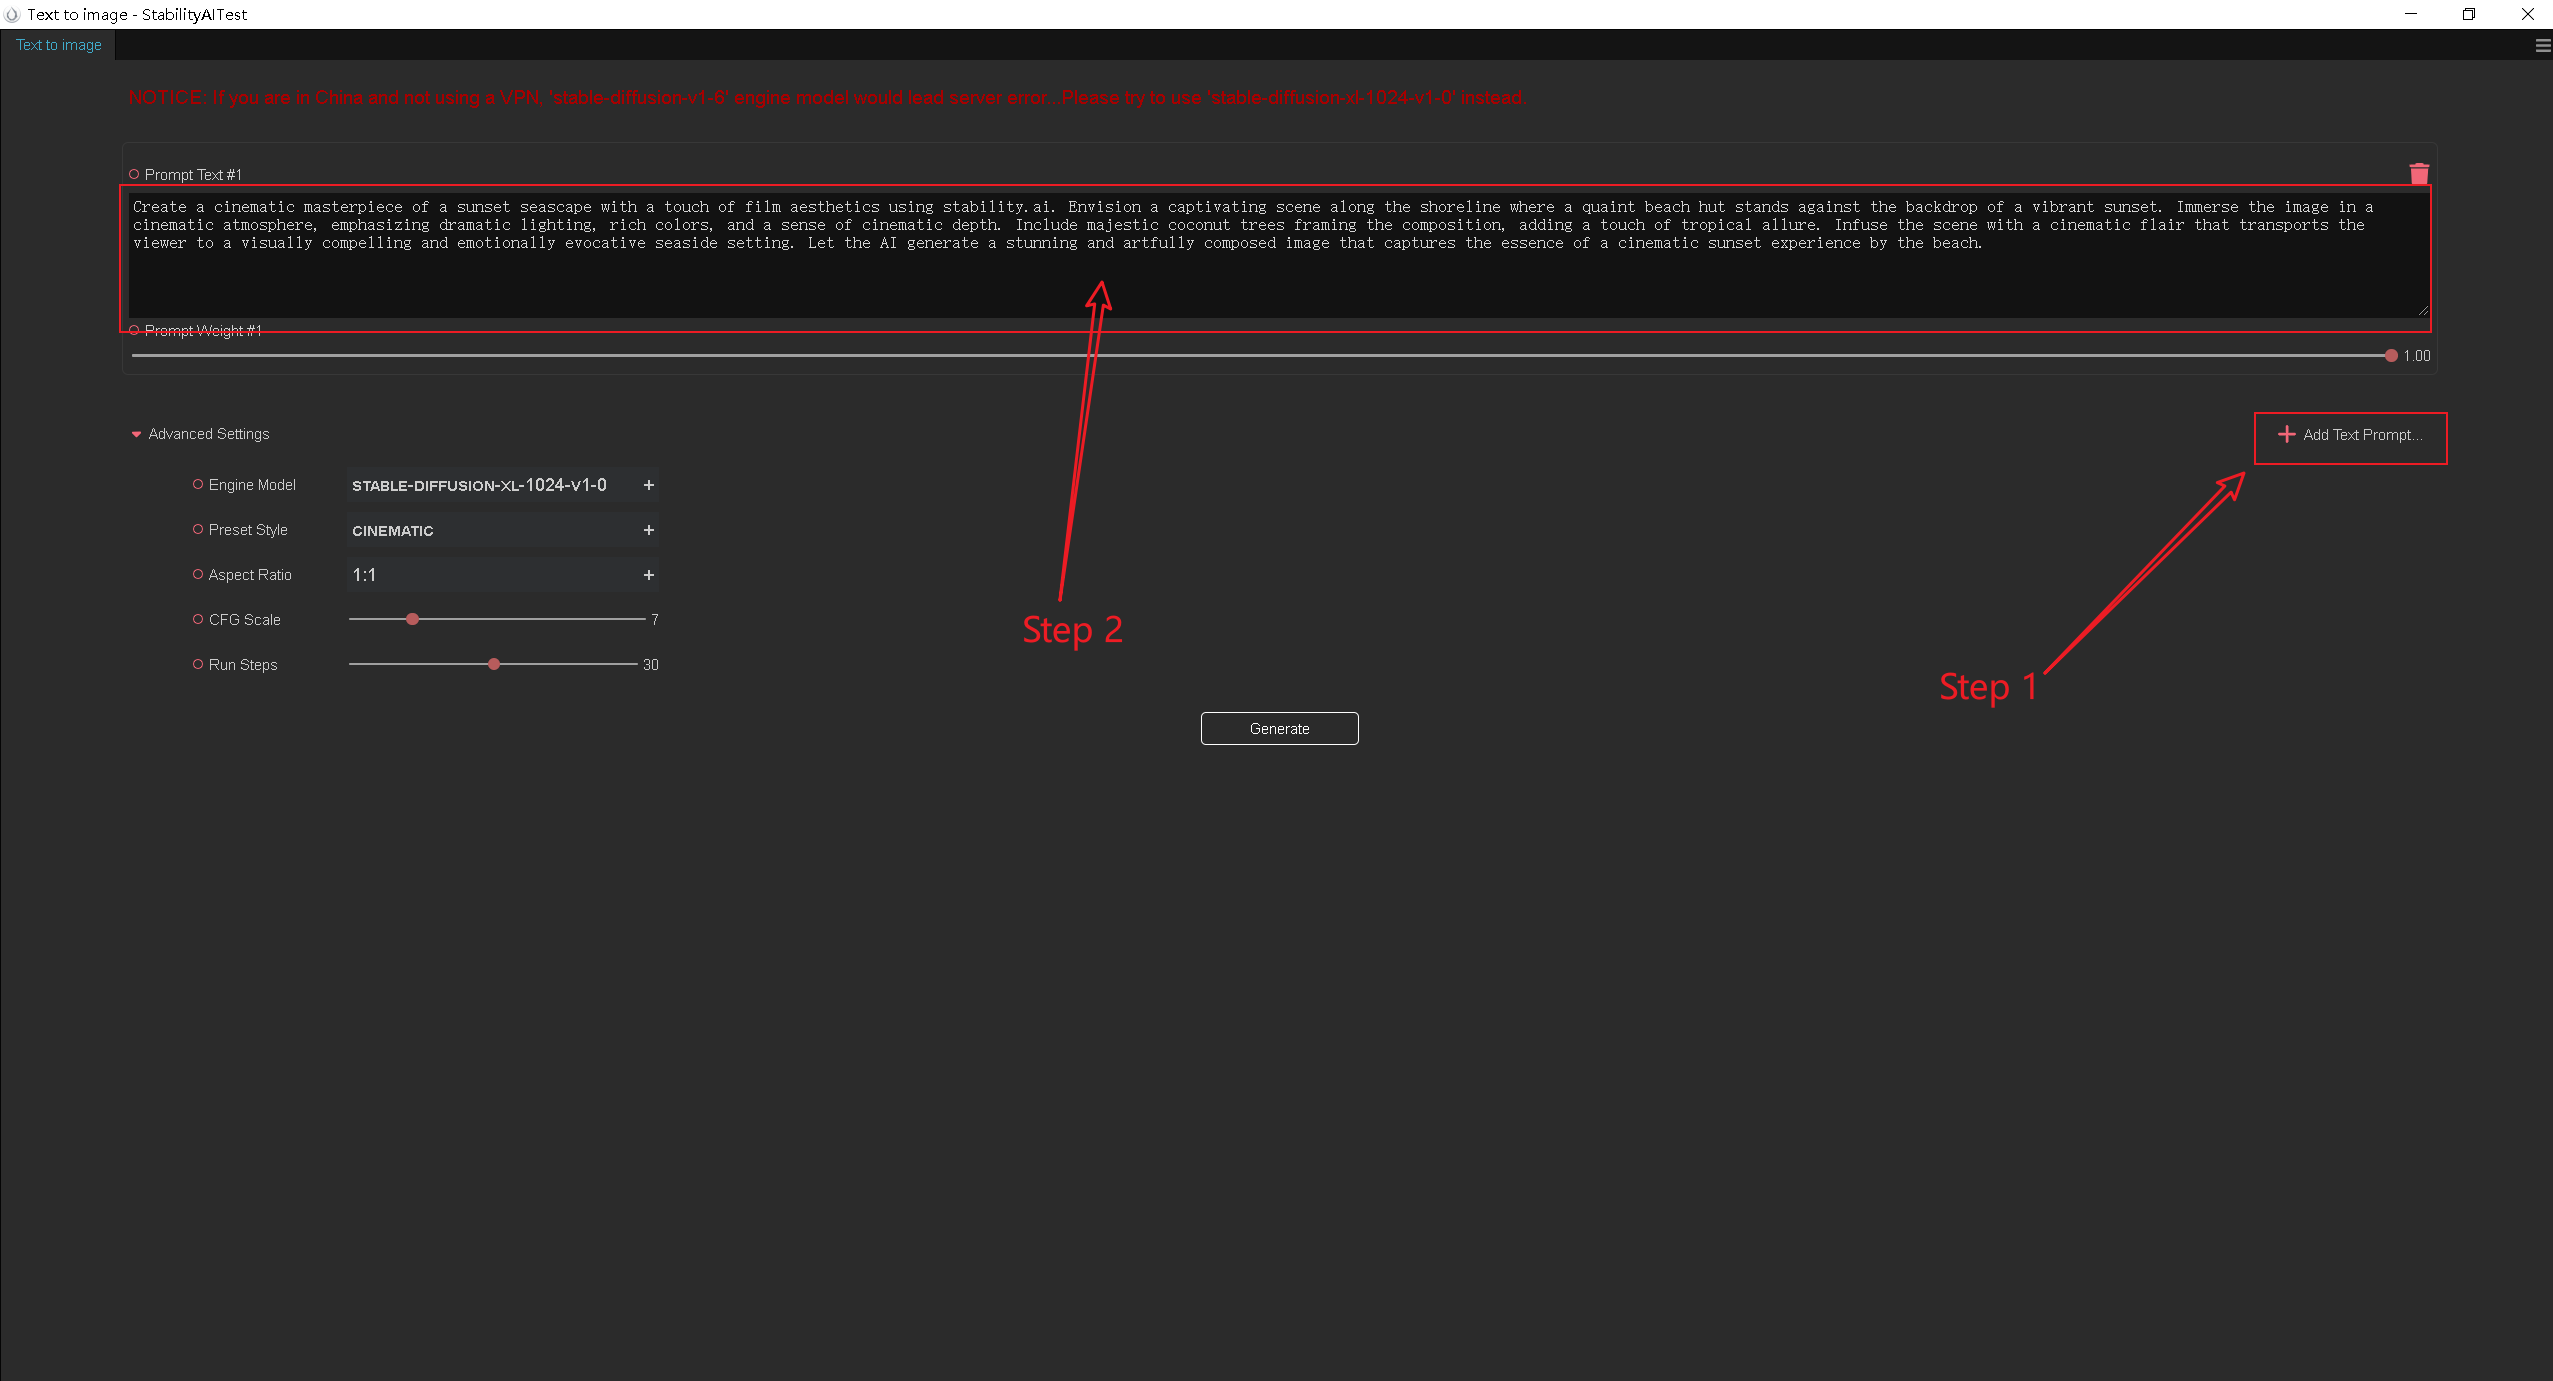 Text to image - StabilityAITest
Text to image
NOTICE: If you are in China and not using a VPN, 'stable-diffusion-v1-6' engine model would lead server error...Please try to use 'stable-diffusion-xl-1024-v1-0' instead.
Prompt Text #1
Create a cinematic masterpiece of a sunset seascape with a touch of film aesthetics using stability.ai. Envision a captivating scene along the shoreline where a quaint beach hut stands against the backdrop of a vibrant sunset. Immerse the image in a
cinematic atmosphere, emphasizing dramatic lighting, rich colors, and a sense of cinematic depth. Include majestic coconut trees framing the composition, adding a touch of tropical allure. Infuse the scene with a cinematic flair that transports the
viewer to a visually compelling and emotionally evocative seaside setting. Let the AI generate a stunning and artfully composed image that captures the essence of a cinematic sunset experience by the beach.
Prompt Weight #1
1.00
Advanced Settings
Add Text Prompt...
Engine Model STABLE-DIFFUSION-XL-1024-V1-0 +
Preset Style CINEMATIC +
Aspect Ratio 1:1 +
CFG Scale 7
Step 2
Run Steps 30
Step 1
Generate